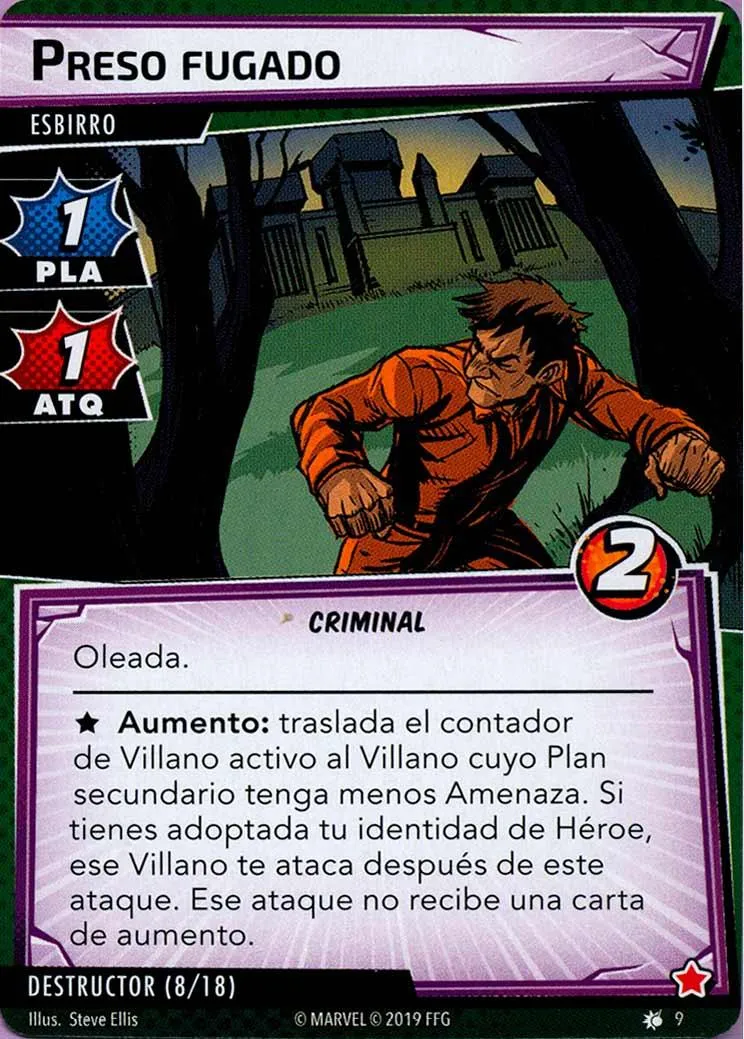 PRESO FUGADO
ESBIRRO
1
PLA
1
ATQ
2
CRIMINAL
Oleada.
★ Aumento: traslada el contador
de Villano activo al Villano cuyo Plan
secundario tenga menos Amenaza. Si
tienes adoptada tu identidad de Héroe,
ese Villano te ataca después de este
ataque. Ese ataque no recibe una carta
de aumento.
DESTRUCTOR (8/18)
Illus. Steve Ellis © MARVEL © 2019 FFG 9